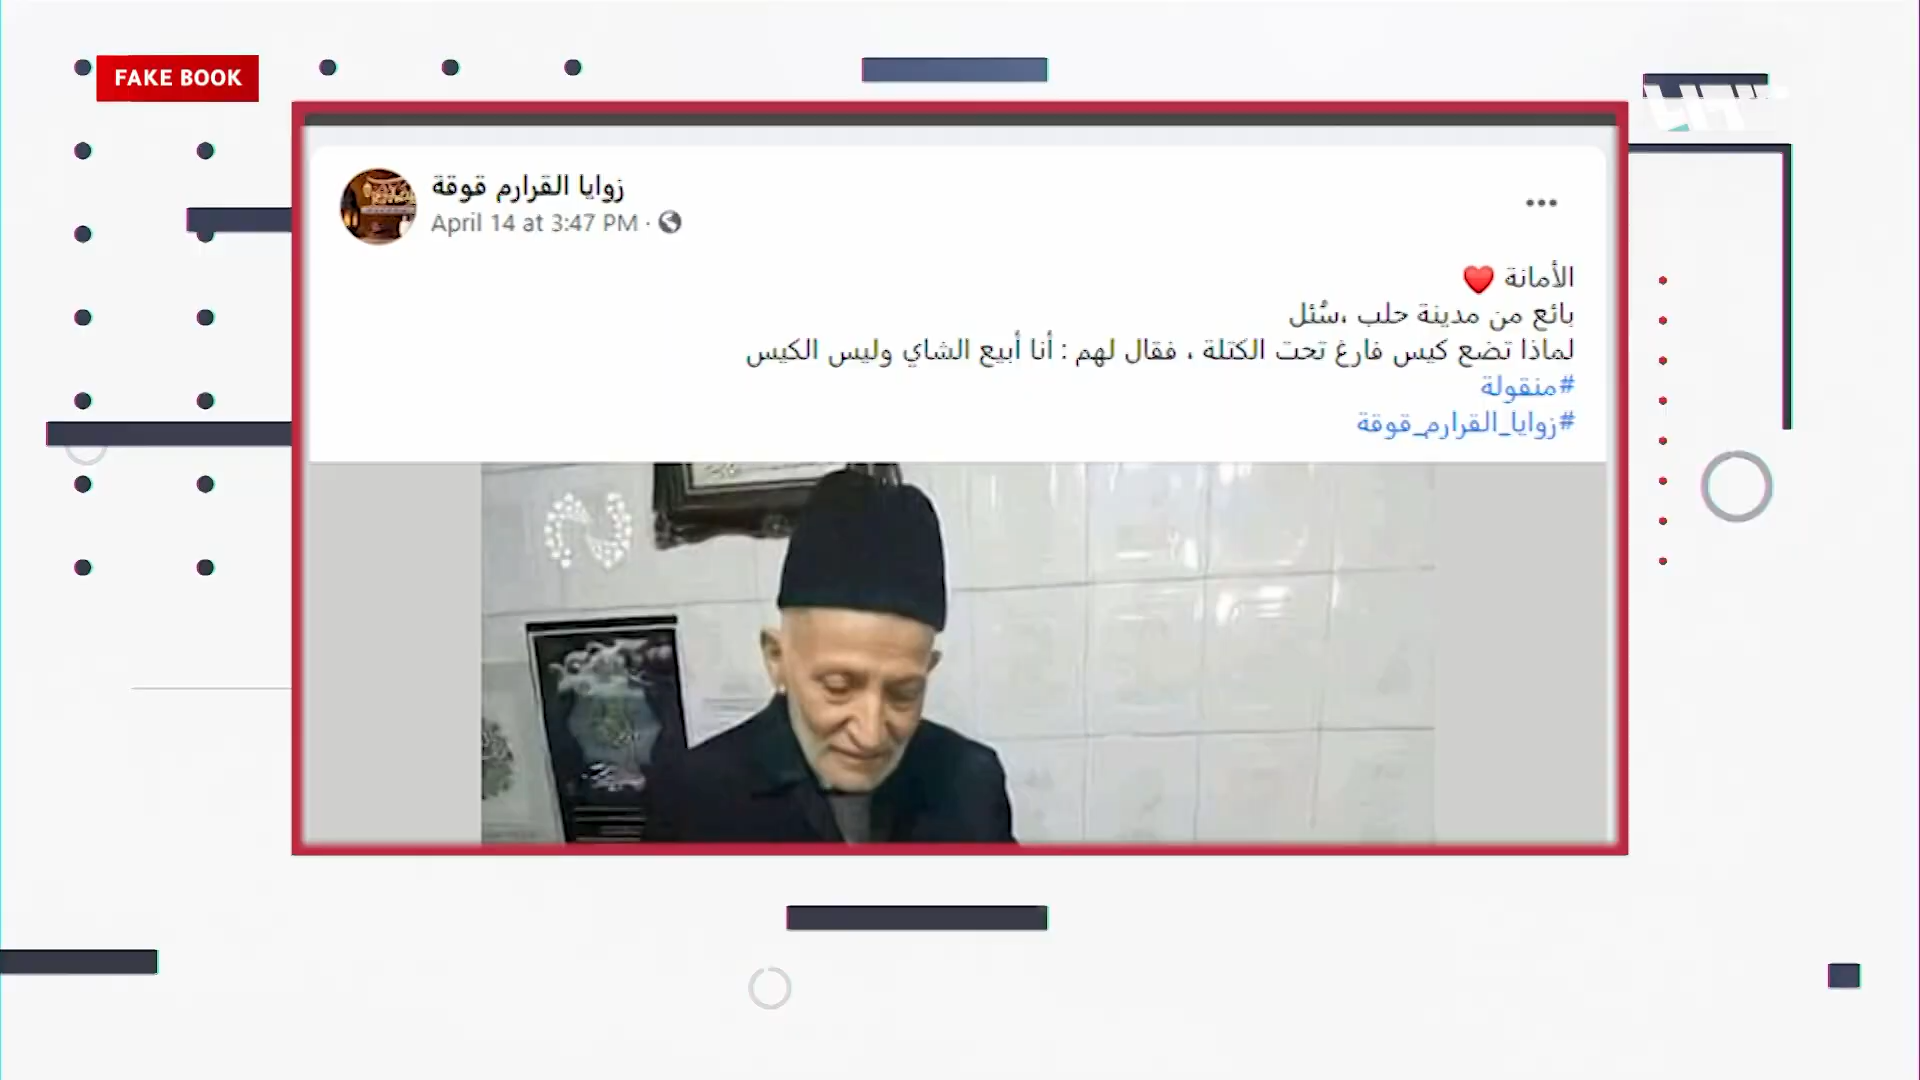 FAKE BOOK
زوايا القرارم قوقة
April 14 at 3:47 PM ·
الأمانة ❤️
بائع من مدينة حلب ،سُئل
لماذا تضع كيس فارغ تحت الكتلة ، فقال لهم : أنا أبيع الشاي وليس الكيس
#منقولة
#زوايا_القرارم_قوقة